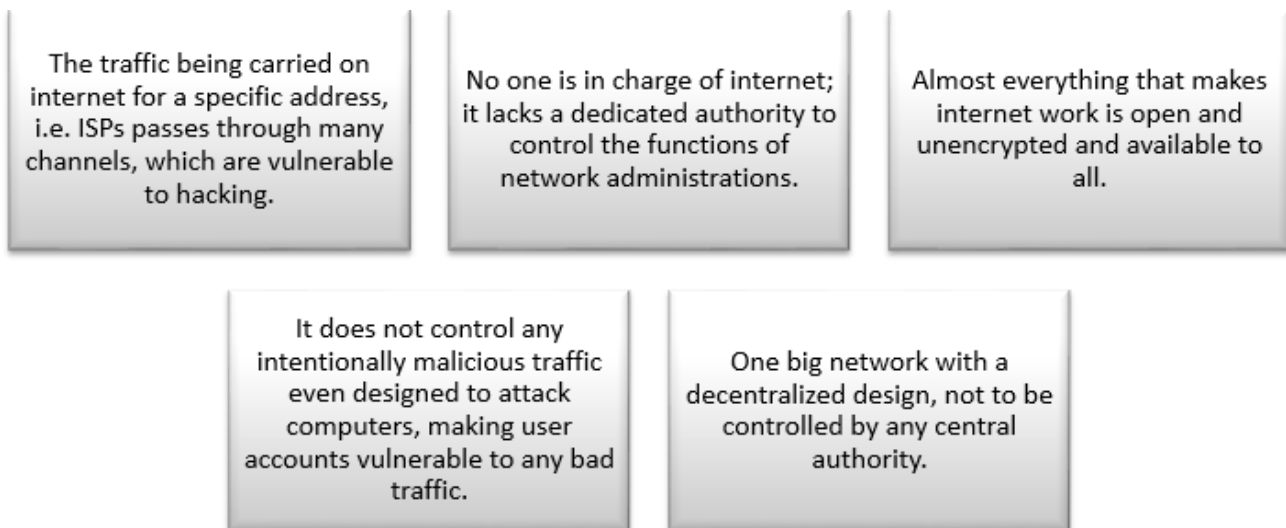 The traffic being carried on
internet for a specific address,
i.e. ISPs passes through many
channels, which are vulnerable
to hacking.
No one is in charge of internet;
it lacks a dedicated authority to
control the functions of
network administrations.
Almost everything that makes
internet work is open and
unencrypted and available to
all.
It does not control any
intentionally malicious traffic
even designed to attack
computers, making user
accounts vulnerable to any bad
traffic.
One big network with a
decentralized design, not to be
controlled by any central
authority.